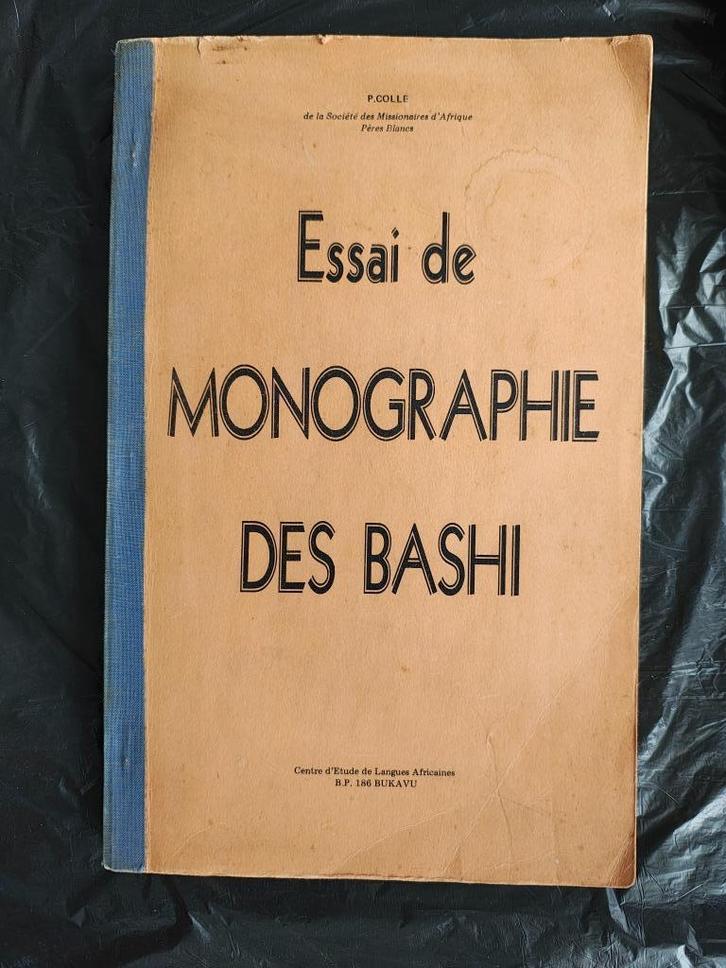 P.COLLE
de la Société des Missionaires d'Afrique
Pères Blancs
Essai de
MONOGRAPHIE
DES BASHI
Centre d'Etude de Langues Africaines
B.P. 186 BUKAVU